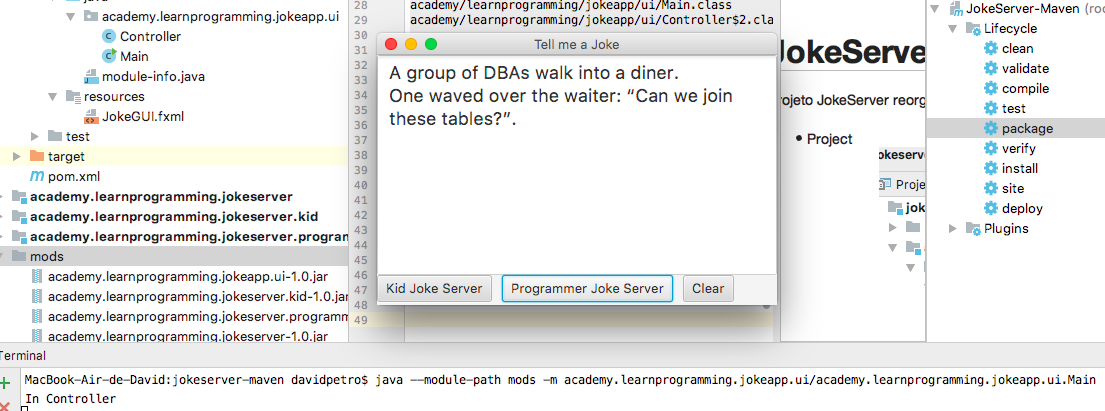 java
academy.learnprogramming.jokeapp.ui
Controller
Main
module-info.java
resources
JokeGUI.fxml
test
target
pom.xml
academy.learnprogramming.jokeserver
academy.learnprogramming.jokeserver.kid
academy.learnprogramming.jokeserver.progra
mods
academy.learnprogramming.jokeapp.ui-1.0.jar
academy.learnprogramming.jokeserver.kid-1.0.jar
academy.learnprogramming.jokeserver.programm
academy.learnprogramming.jokeserver-1.0.jar
28
29 academy/learnprogramming/jokeapp/ui/Main.class
30 academy/learnprogramming/jokeapp/ui/Controller$2.cla
31
32
33
34
35
36
37
38
39
40
41
42
43
44
45
46
47
48
49
Tell me a Joke
A group of DBAs walk into a diner.
One waved over the waiter: “Can we join
these tables?”.
Kid Joke Server
Programmer Joke Server
Clear
JokeServer
rojeto JokeServer reorg
• Project
okeserver
Proje
jok
JokeServer-Maven (roo
Lifecycle
clean
validate
compile
test
package
verify
install
site
deploy
Plugins
Terminal
MacBook-Air-de-David:jokeserver-maven davidpetro$ java --module-path mods -m academy.learnprogramming.jokeapp.ui/academy.learnprogramming.jokeapp.ui.Main
In Controller